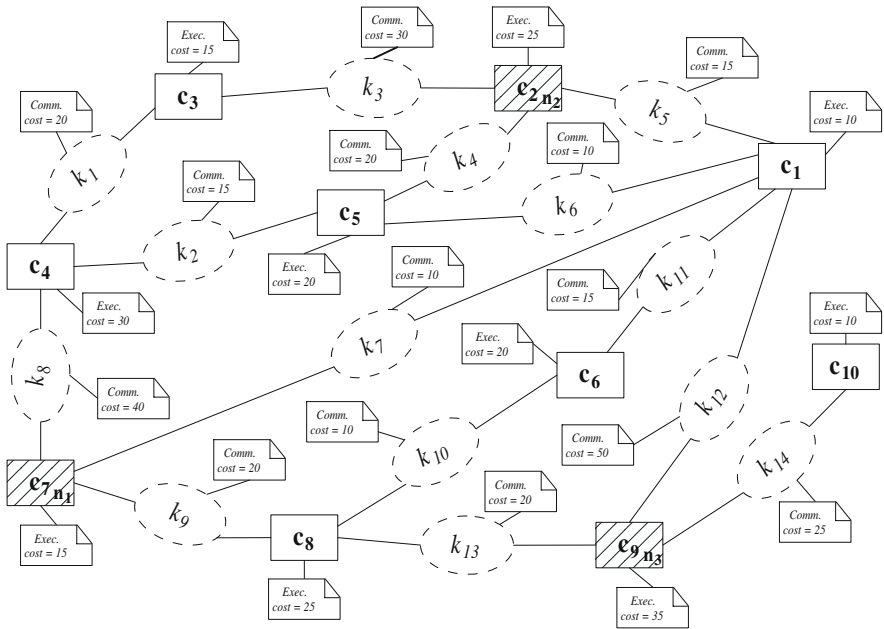 Comm.
cost = 30
Exec.
cost = 25
Exec.
cost = 15
Comm.
cost = 15
c3
k3
c2 n2
k5
Comm.
cost = 20
Exec.
cost = 10
Comm.
cost = 20
k4
Comm.
cost = 10
k1
Comm.
cost = 15
c1
c5
k6
k2
c4
Exec.
cost = 20
Comm.
cost = 10
Comm.
cost = 15
k11
Exec.
cost = 30
Exec.
cost = 10
Exec.
cost = 20
k7
k8
c6
c10
Comm.
cost = 40
k12
Comm.
cost = 10
Comm.
cost = 50
Comm.
cost = 20
k10
k14
c7 n1
Comm.
cost = 20
k9
Comm.
cost = 25
Exec.
cost = 15
c8
k13
c9 n3
Exec.
cost = 25
Exec.
cost = 35